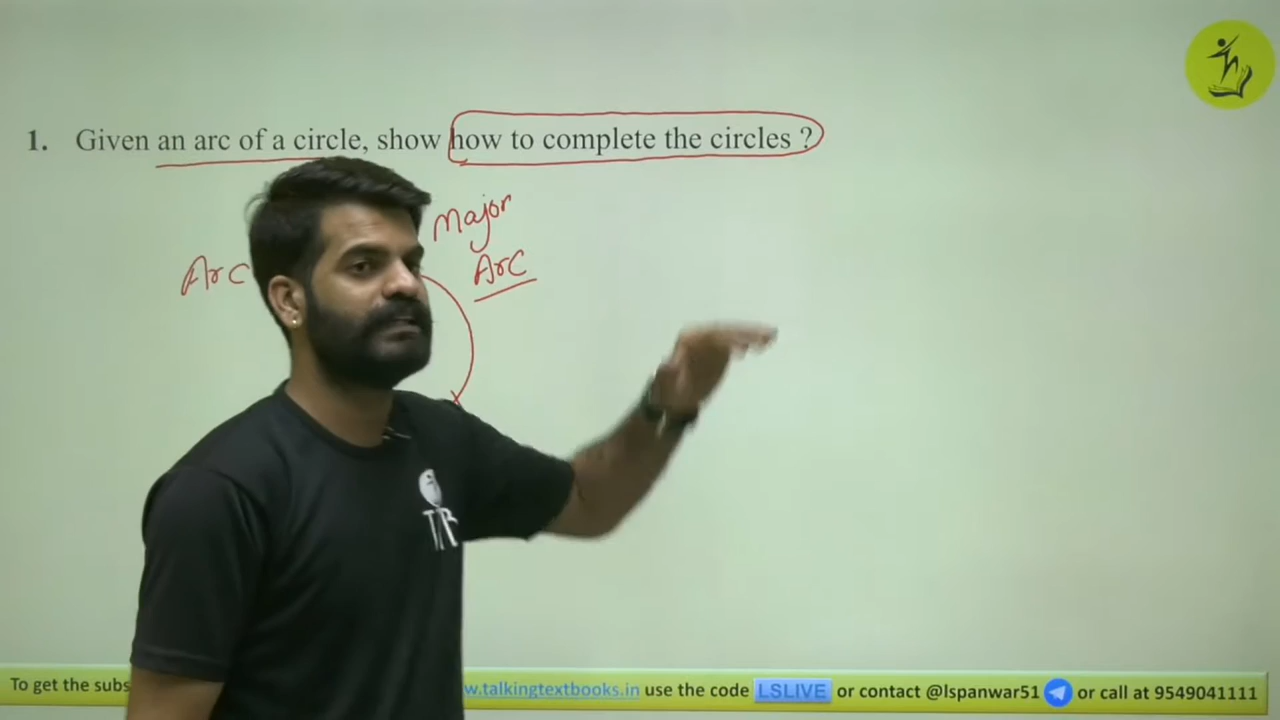 1. Given an arc of a circle, show how to complete the circles ?
Major
Arc
Arc
To get the subs
w.talkingtextbooks.in use the code LSLIVE or contact @lspanwar51 or call at 9549041111